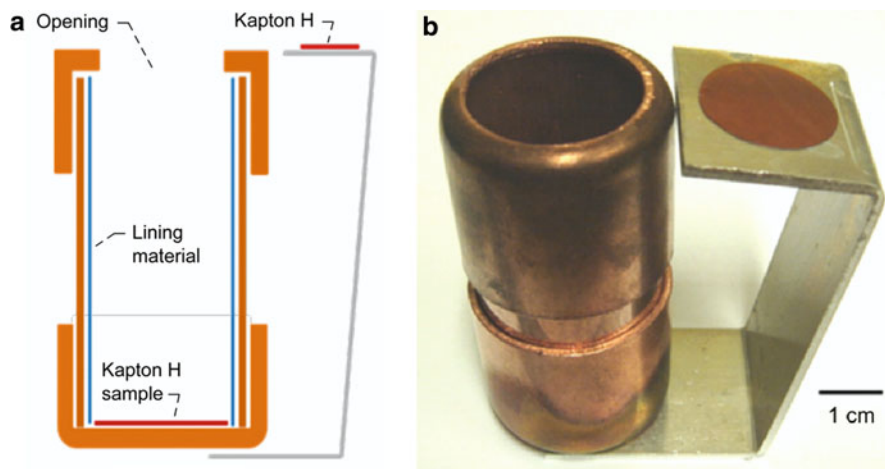 a
Opening
Kapton H
Lining
material
Kapton H
sample
b
1 cm